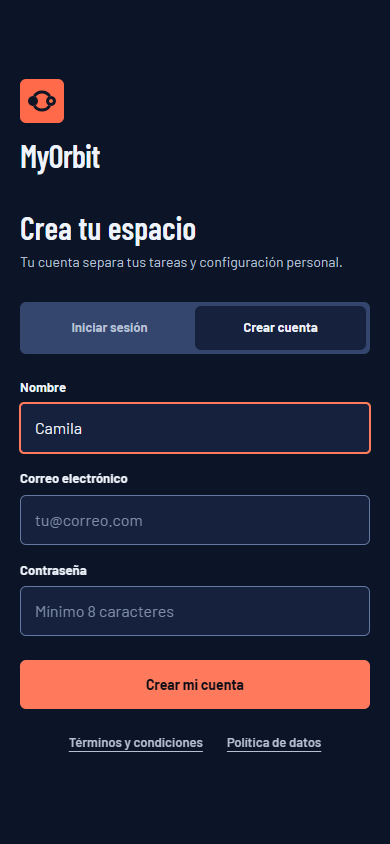 MyOrbit
Crea tu espacio
Tu cuenta separa tus tareas y configuración personal.
Iniciar sesión Crear cuenta
Nombre
Camila
Correo electrónico
tu@correo.com
Contraseña
Mínimo 8 caracteres
Crear mi cuenta
Términos y condiciones Política de datos